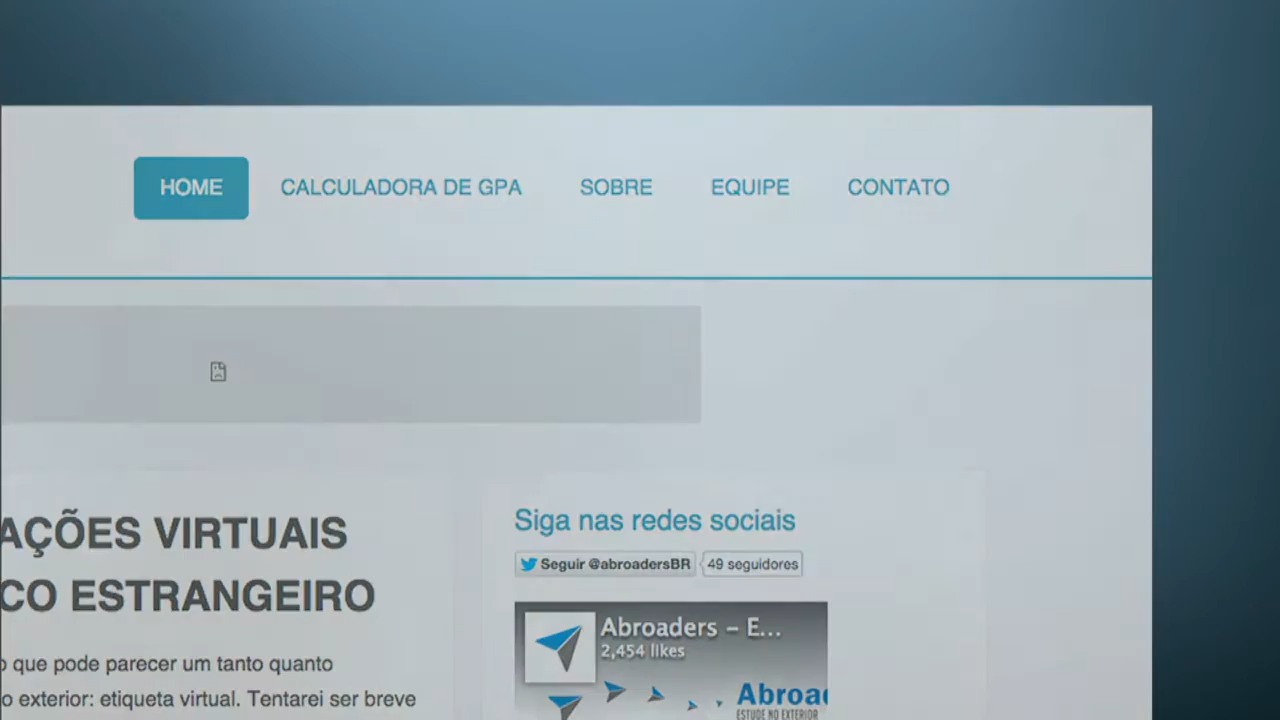 HOME CALCULADORA DE GPA SOBRE EQUIPE CONTATO
AÇÕES VIRTUAIS
CO ESTRANGEIRO
o que pode parecer um tanto quanto
o exterior: etiqueta virtual. Tentarei ser breve
Siga nas redes sociais
Seguir @abroadersBR 49 seguidores
Abroaders – E...
2,454 likes
Abroad
ESTUDE NO EXTERIOR